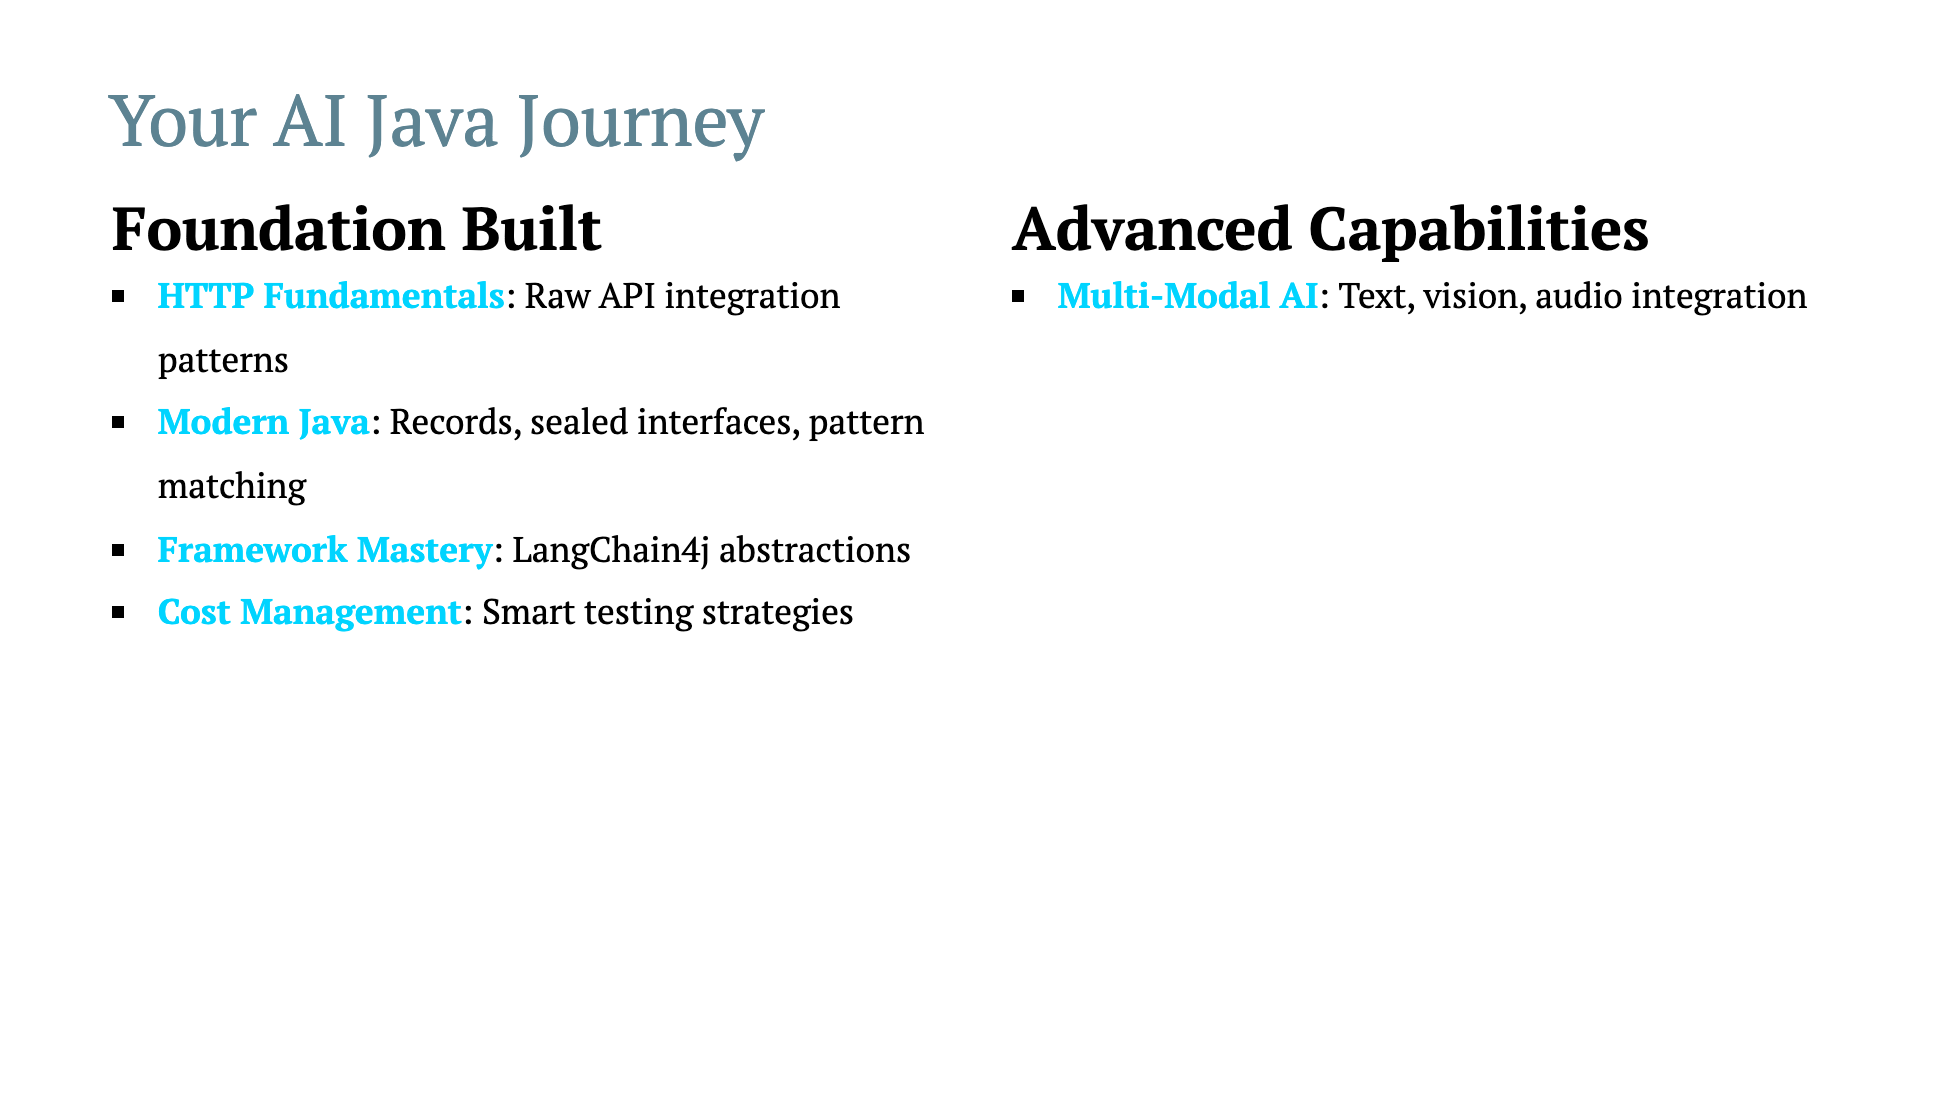 Your AI Java Journey
Foundation Built
▪ HTTP Fundamentals: Raw API integration
patterns
▪ Modern Java: Records, sealed interfaces, pattern
matching
▪ Framework Mastery: LangChain4j abstractions
▪ Cost Management: Smart testing strategies
Advanced Capabilities
▪ Multi-Modal AI: Text, vision, audio integration